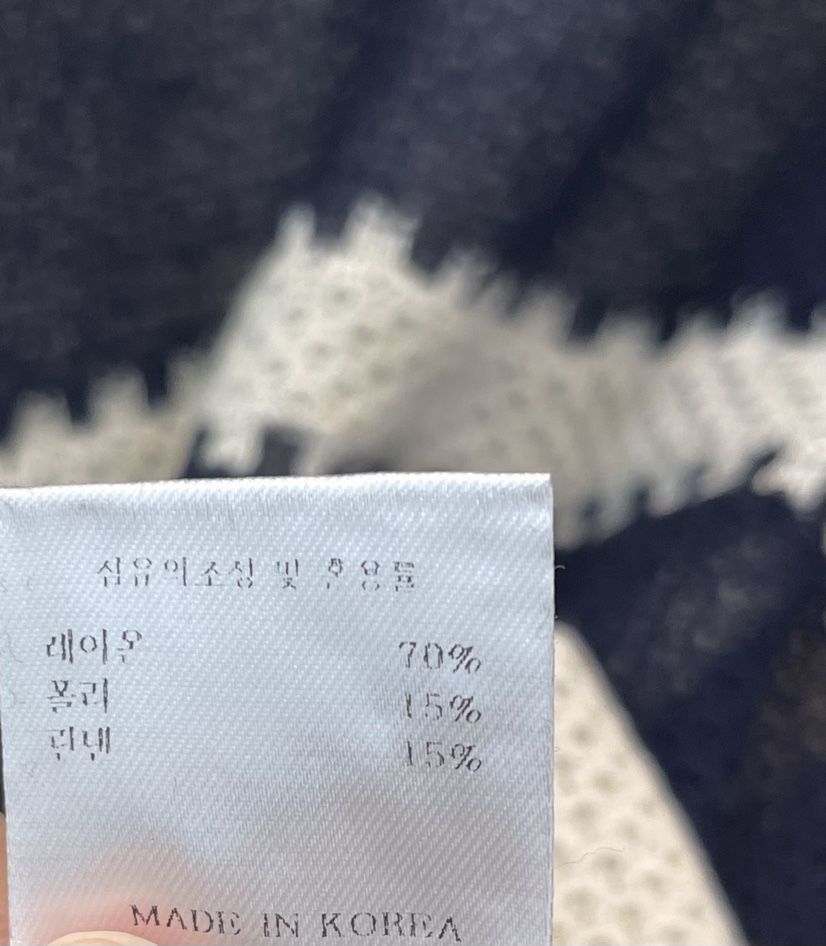 섬유의조성 및 혼용률
레이온 70%
폴리 15%
린넨 15%
MADE IN KOREA